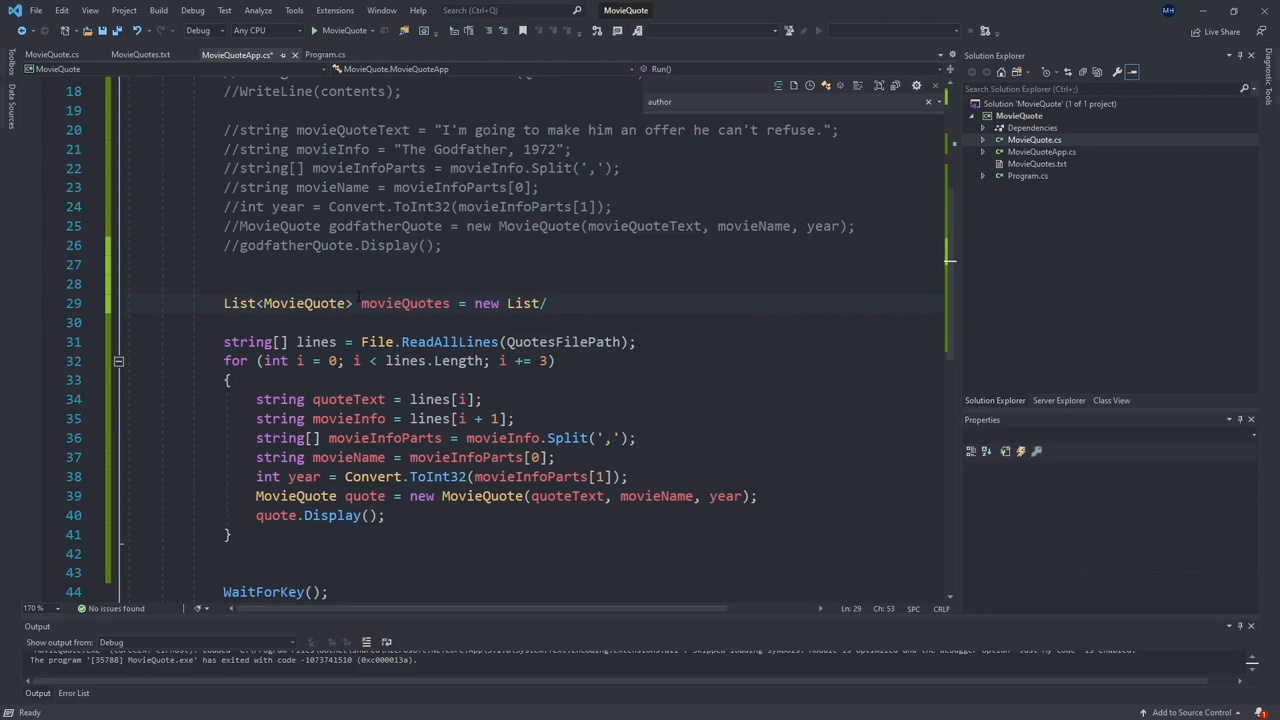 File Edit View Git Project Build Debug Test Analyze Tools Extensions Window Help Search (Ctrl+Q) MovieQuote MH
Debug Any CPU MovieQuote Live Share
MovieQuote.cs MovieQuotes.txt MovieQuoteApp.cs* Program.cs
MovieQuote MovieQuote.MovieQuoteApp Run()
author
18 //WriteLine(contents);
19
20 //string movieQuoteText = "I'm going to make him an offer he can't refuse.";
21 //string movieInfo = "The Godfather, 1972";
22 //string[] movieInfoParts = movieInfo.Split(',');
23 //string movieName = movieInfoParts[0];
24 //int year = Convert.ToInt32(movieInfoParts[1]);
25 //MovieQuote godfatherQuote = new MovieQuote(movieQuoteText, movieName, year);
26 //godfatherQuote.Display();
27
28
29 List<MovieQuote> movieQuotes = new List/
30
31 string[] lines = File.ReadAllLines(QuotesFilePath);
32 for (int i = 0; i < lines.Length; i += 3)
33 {
34 string quoteText = lines[i];
35 string movieInfo = lines[i + 1];
36 string[] movieInfoParts = movieInfo.Split(',');
37 string movieName = movieInfoParts[0];
38 int year = Convert.ToInt32(movieInfoParts[1]);
39 MovieQuote quote = new MovieQuote(quoteText, movieName, year);
40 quote.Display();
41 }
42
43
44 WaitForKey();
170 % No issues found Ln: 29 Ch: 53 SPC CRLF
Output
Show output from: Debug
The program '[35788] MovieQuote.exe' has exited with code -1073741510 (0xc000013a).
Output Error List
Ready Add to Source Control 1
Toolbox
Data Sources
Solution Explorer
Search Solution Explorer (Ctrl+;)
Solution 'MovieQuote' (1 of 1 project)
MovieQuote
Dependencies
MovieQuote.cs
MovieQuoteApp.cs
MovieQuotes.txt
Program.cs
Solution Explorer Server Explorer Class View
Properties
Diagnostic Tools